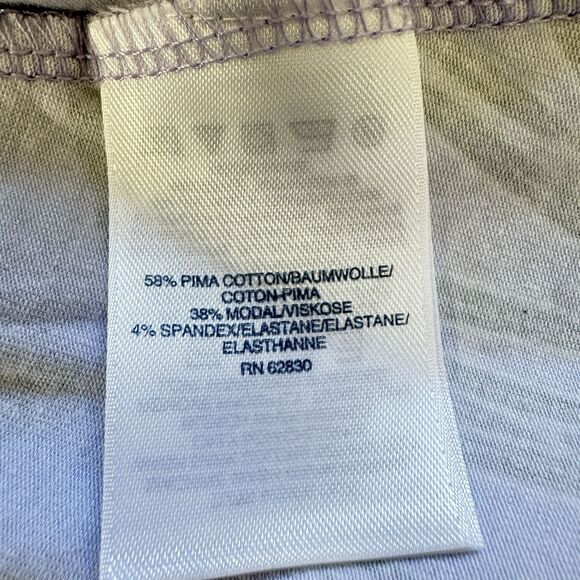 58% PIMA COTTON/BAUMWOLLE/
COTON-PIMA
38% MODAL/VISKOSE
4% SPANDEX/ELASTANE/ELASTANE/
ELASTHANNE
RN 62830